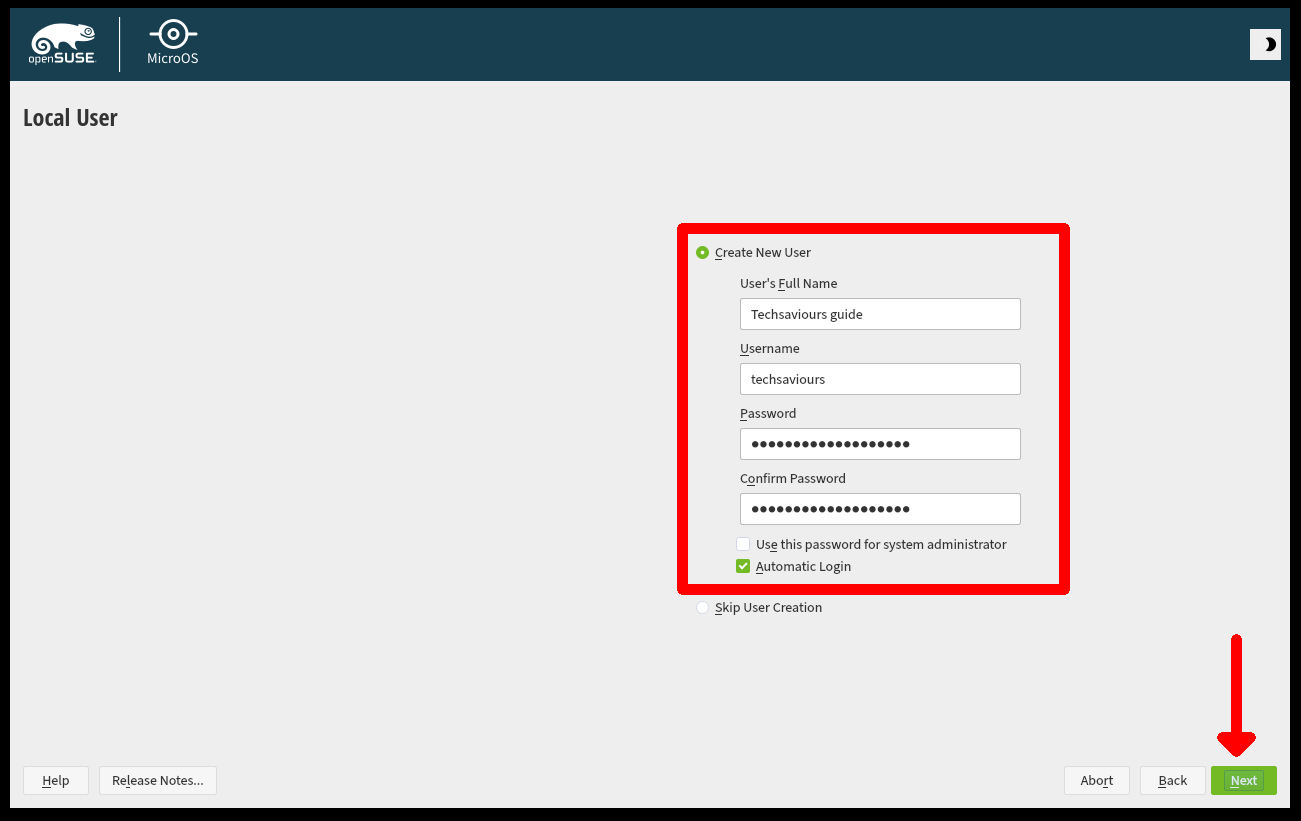 openSUSE
MicroOS
Local User
Create New User
User's Full Name
Techsaviours guide
Username
techsaviours
Password
●●●●●●●●●●●●●●●●●●●
Confirm Password
●●●●●●●●●●●●●●●●●●●
Use this password for system administrator
Automatic Login
Skip User Creation
Help
Release Notes...
Abort
Back
Next